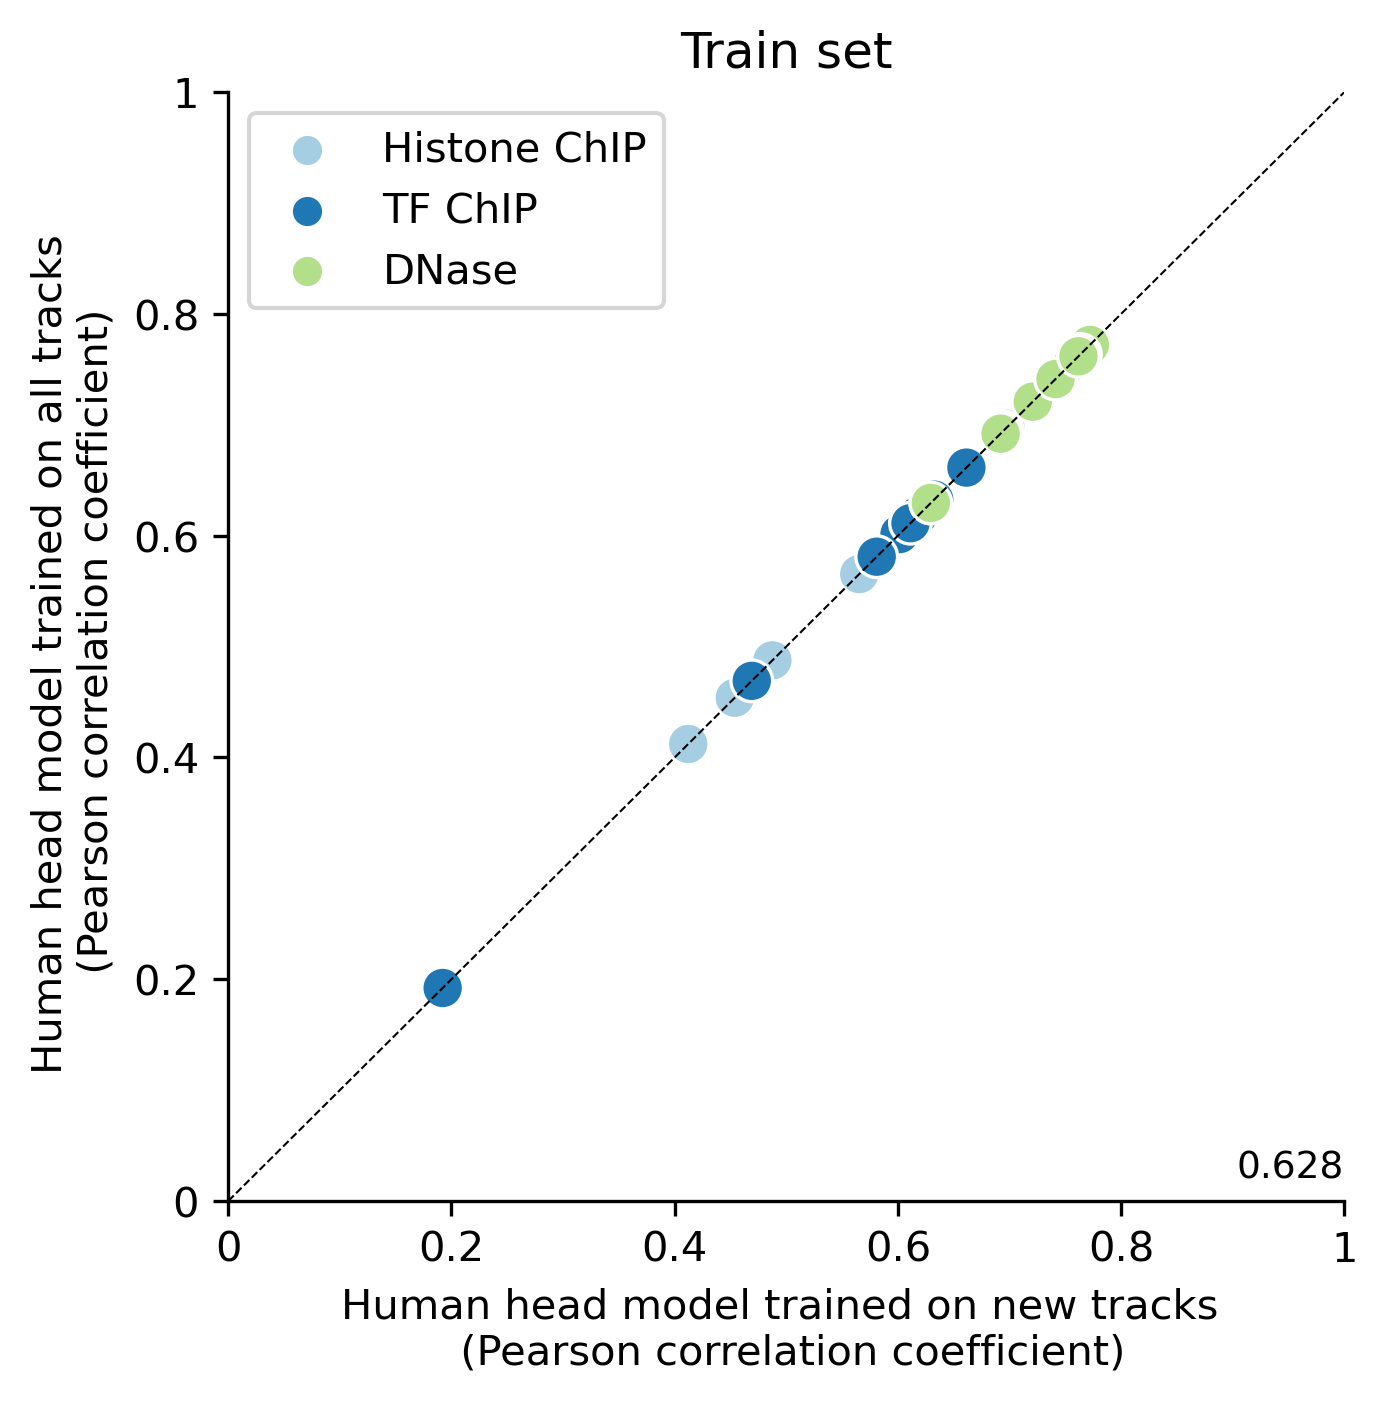 Train set
Histone ChIP
TF ChIP
DNase
Human head model trained on all tracks
(Pearson correlation coefficient)
1
0.8
0.6
0.4
0.2
0
0.628
0 0.2 0.4 0.6 0.8 1
Human head model trained on new tracks
(Pearson correlation coefficient)